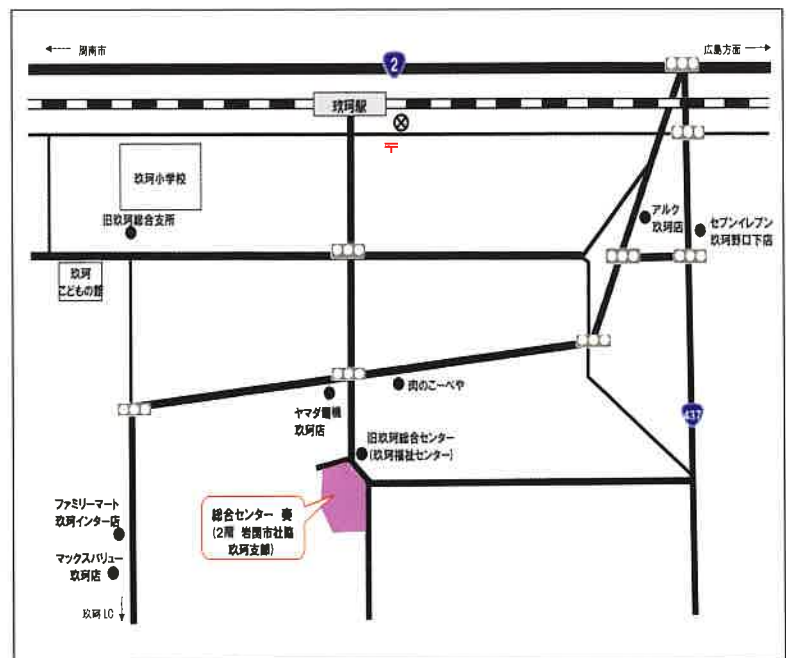 周南市
広島方面
2
玖珂駅
〒
玖珂小学校
旧玖珂総合支所
アルク
玖珂店
セブンイレブン
玖珂野口下店
玖珂
こどもの館
肉のこーべや
ヤマダ電機
玖珂店
437
旧玖珂総合センター
(玖珂福祉センター)
総合センター 奏
(2階 岩国市社協
玖珂支部)
ファミリーマート
玖珂インター店
マックスバリュー
玖珂店
玖珂 I.C